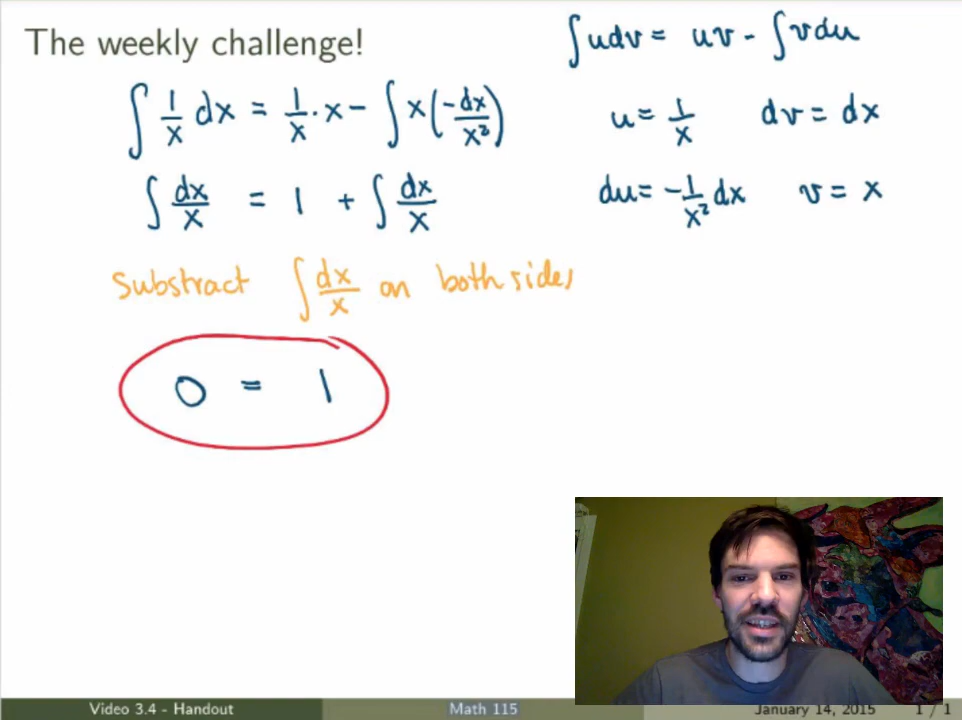 The weekly challenge!
∫udv = uv - ∫vdu
∫ 1/x dx = 1/x · x - ∫ x(-dx/x²)
u = 1/x dv = dx
∫ dx/x = 1 + ∫ dx/x
du = -1/x² dx v = x
Substract ∫ dx/x on both sides
0 = 1
Video 3.4 - Handout Math 115 January 14, 2015 1 / 1